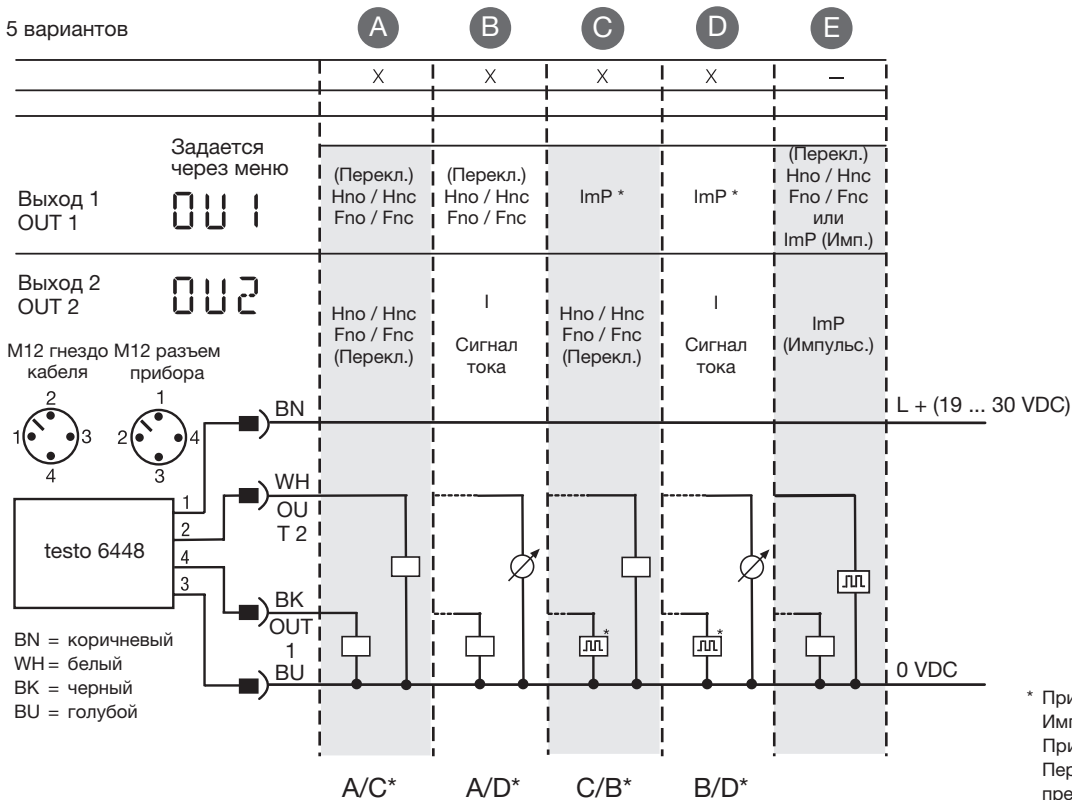 5 вариантов
A B C D E
X X X X –
Задается
через меню
Выход 1
OUT 1
OU1
(Перекл.)
Hno / Hnc
Fno / Fnc
(Перекл.)
Hno / Hnc
Fno / Fnc
ImP *
ImP *
(Перекл.)
Hno / Hnc
Fno / Fnc
или
ImP (Имп.)
Выход 2
OUT 2
OU2
Hno / Hnc
Fno / Fnc
(Перекл.)
I
Сигнал
тока
Hno / Hnc
Fno / Fnc
(Перекл.)
I
Сигнал
тока
ImP
(Импульс.)
M12 гнездо
кабеля
M12 разъем
прибора
2
1 3
4
1
2 4
3
BN
L + (19 ... 30 VDC)
WH
OU
T 2
testo 6448
1
2
4
3
BK
OUT
1
BU
*
*
0 VDC
BN = коричневый
WH = белый
BK = черный
BU = голубой
* При
Имп
При
Пер
пре
A/C* A/D* C/B* B/D*